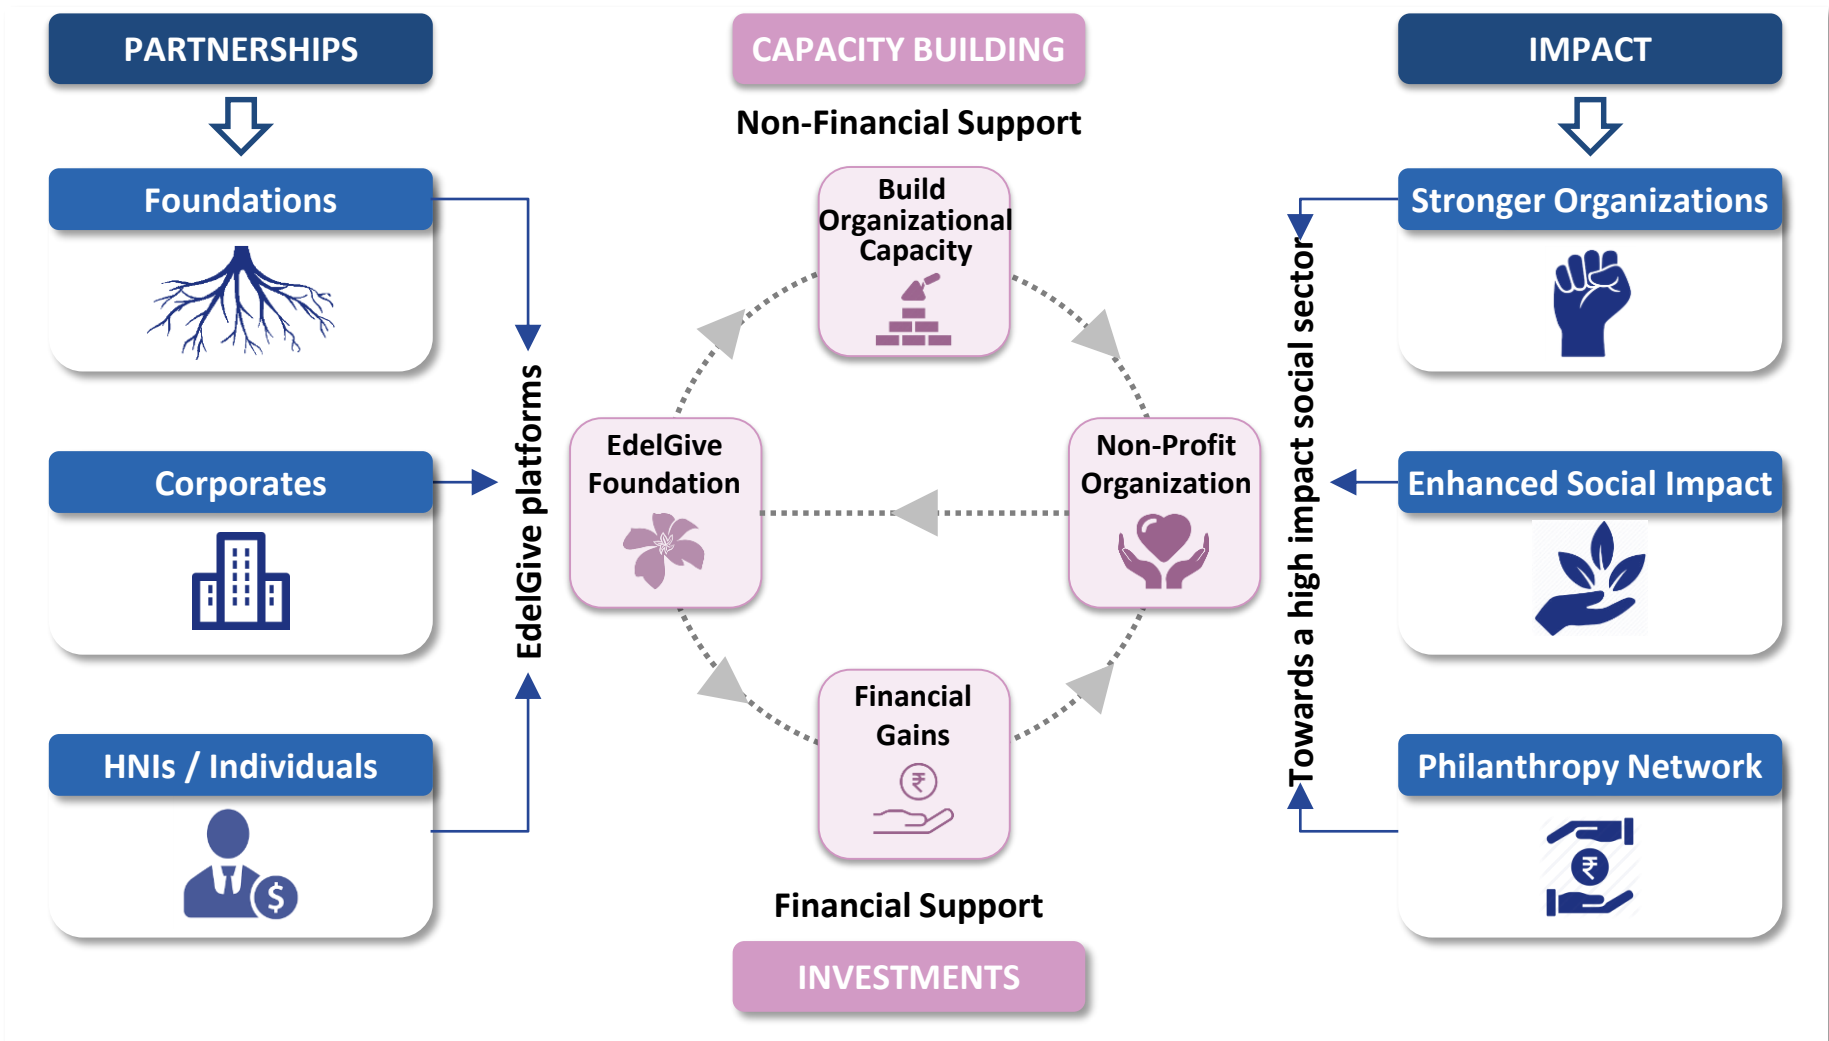 PARTNERSHIPS
Foundations
Corporates
HNIs / Individuals
$
EdelGive platforms
CAPACITY BUILDING
Non-Financial Support
Build
Organizational
Capacity
EdelGive
Foundation
Non-Profit
Organization
Financial
Gains
₹
Financial Support
INVESTMENTS
Towards a high impact social sector
IMPACT
Stronger Organizations
Enhanced Social Impact
Philanthropy Network
₹